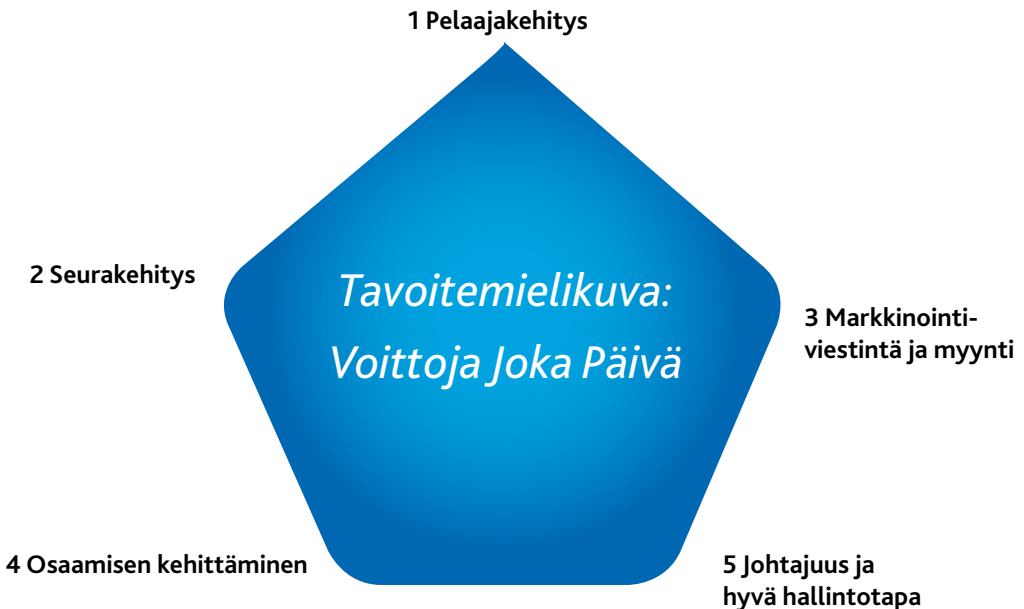 1 Pelaajakehitys
2 Seurakehitys
Tavoitemielikuva:
Voittoja Joka Päivä
3 Markkinointi-
viestintä ja myynti
4 Osaamisen kehittäminen
5 Johtajuus ja
hyvä hallintotapa